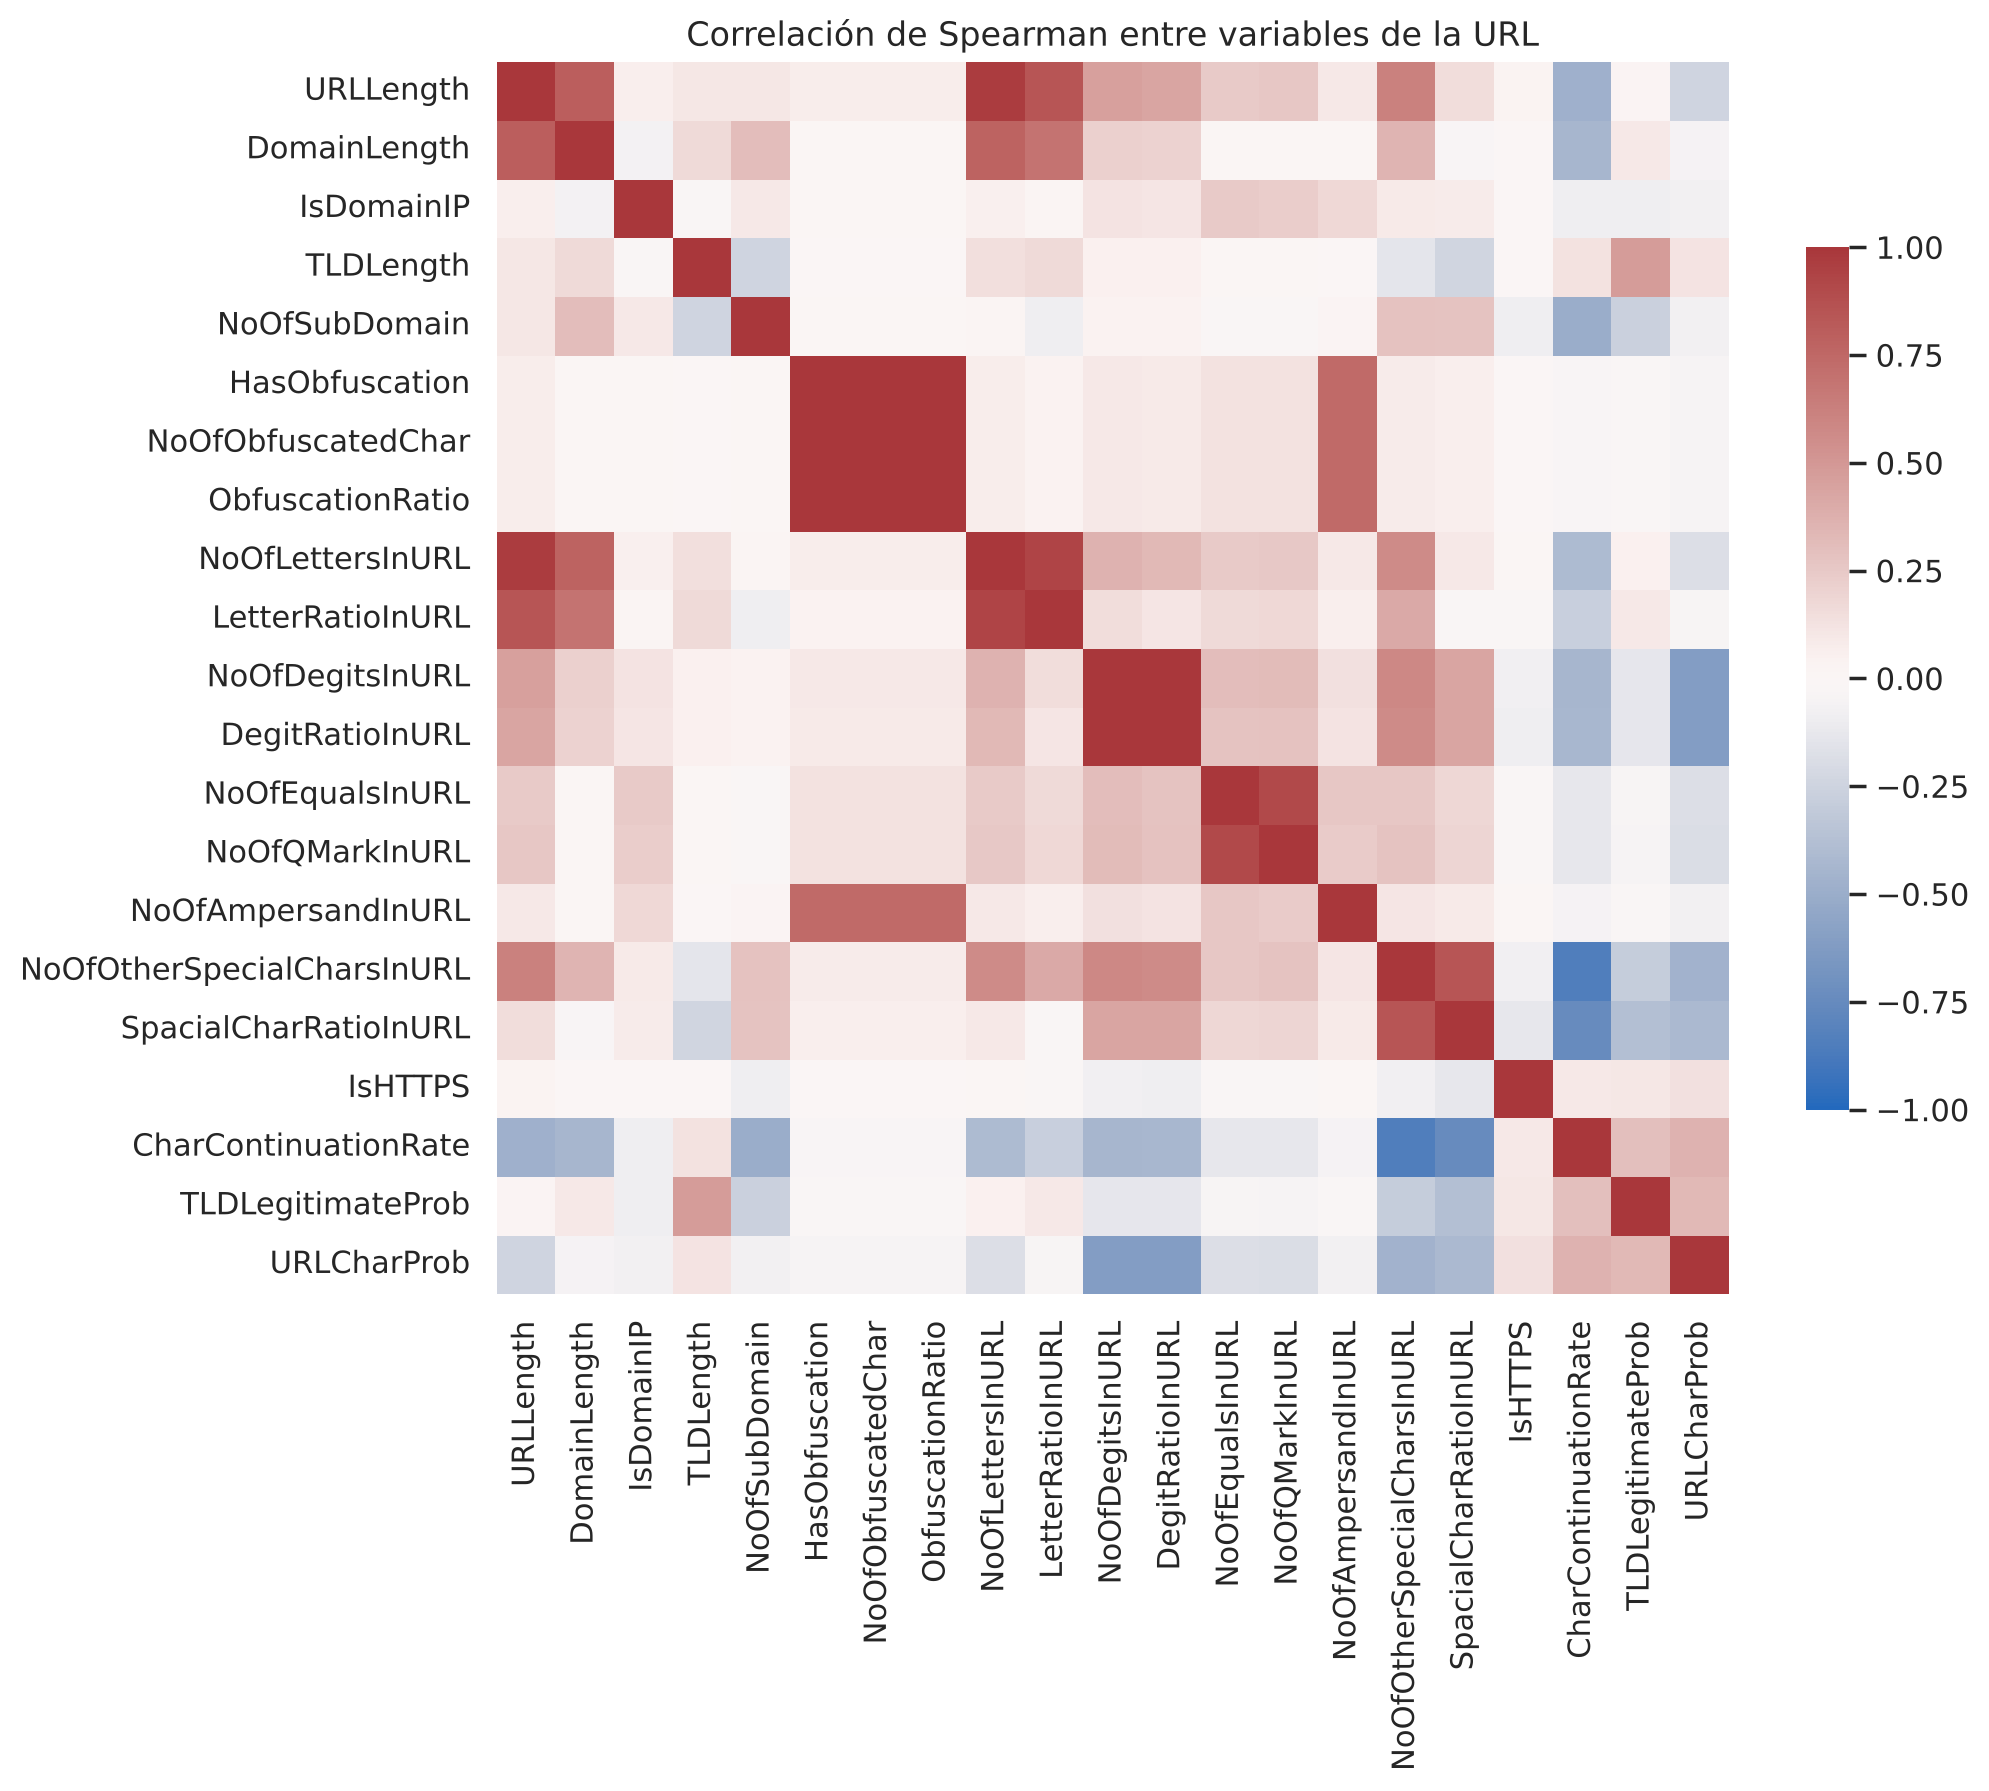 Correlación de Spearman entre variables de la URL
URLLength
DomainLength
IsDomainIP
TLDLength
NoOfSubDomain
HasObfuscation
NoOfObfuscatedChar
ObfuscationRatio
NoOfLettersInURL
LetterRatioInURL
NoOfDegitsInURL
DegitRatioInURL
NoOfEqualsInURL
NoOfQMarkInURL
NoOfAmpersandInURL
NoOfOtherSpecialCharsInURL
SpacialCharRatioInURL
IsHTTPS
CharContinuationRate
TLDLegitimateProb
URLCharProb
URLLength
DomainLength
IsDomainIP
TLDLength
NoOfSubDomain
HasObfuscation
NoOfObfuscatedChar
ObfuscationRatio
NoOfLettersInURL
LetterRatioInURL
NoOfDegitsInURL
DegitRatioInURL
NoOfEqualsInURL
NoOfQMarkInURL
NoOfAmpersandInURL
NoOfOtherSpecialCharsInURL
SpacialCharRatioInURL
IsHTTPS
CharContinuationRate
TLDLegitimateProb
URLCharProb
1.00
0.75
0.50
0.25
0.00
−0.25
−0.50
−0.75
−1.00